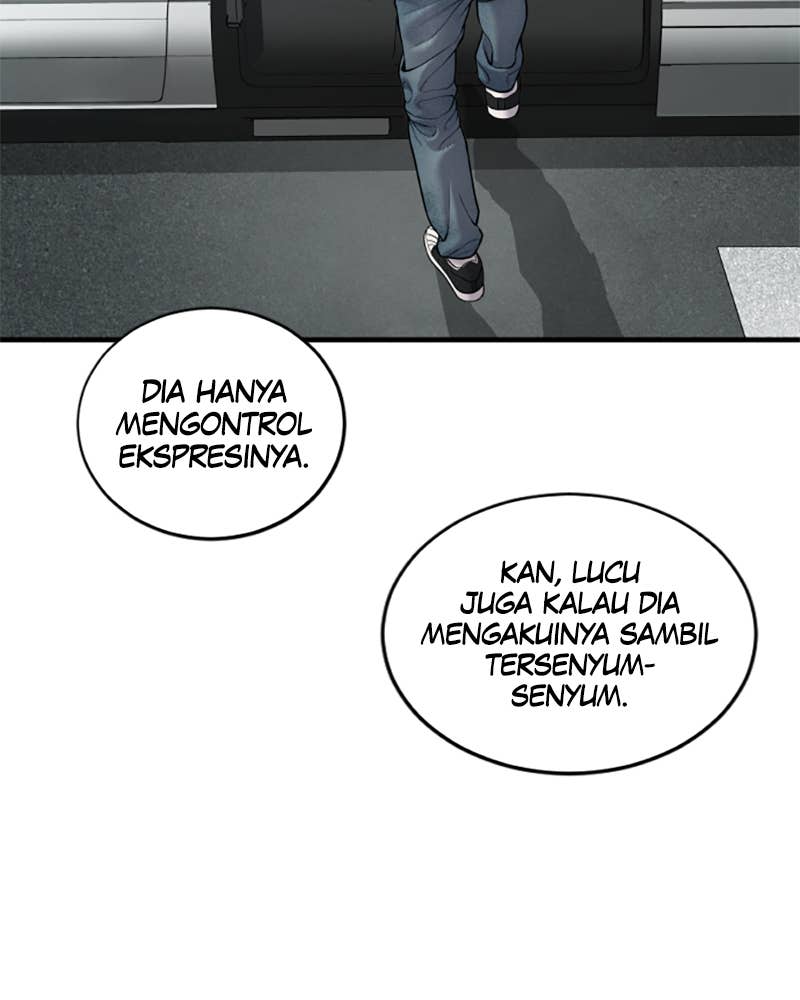 DIA HANYA
MENGONTROL
EKSPRESINYA.
KAN, LUCU
JUGA KALAU DIA
MENGAKUINYA SAMBIL
TERSENYUM-
SENYUM.